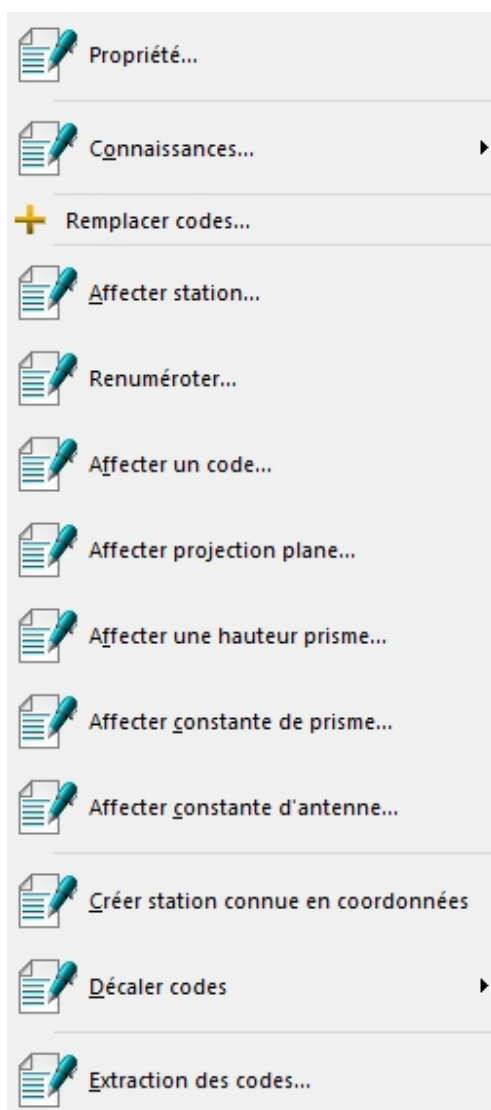 Propriété...
Connaissances...
Remplacer codes...
Affecter station...
Renuméroter...
Affecter un code...
Affecter projection plane...
Affecter une hauteur prisme...
Affecter constante de prisme...
Affecter constante d'antenne...
Créer station connue en coordonnées
Décaler codes
Extraction des codes...